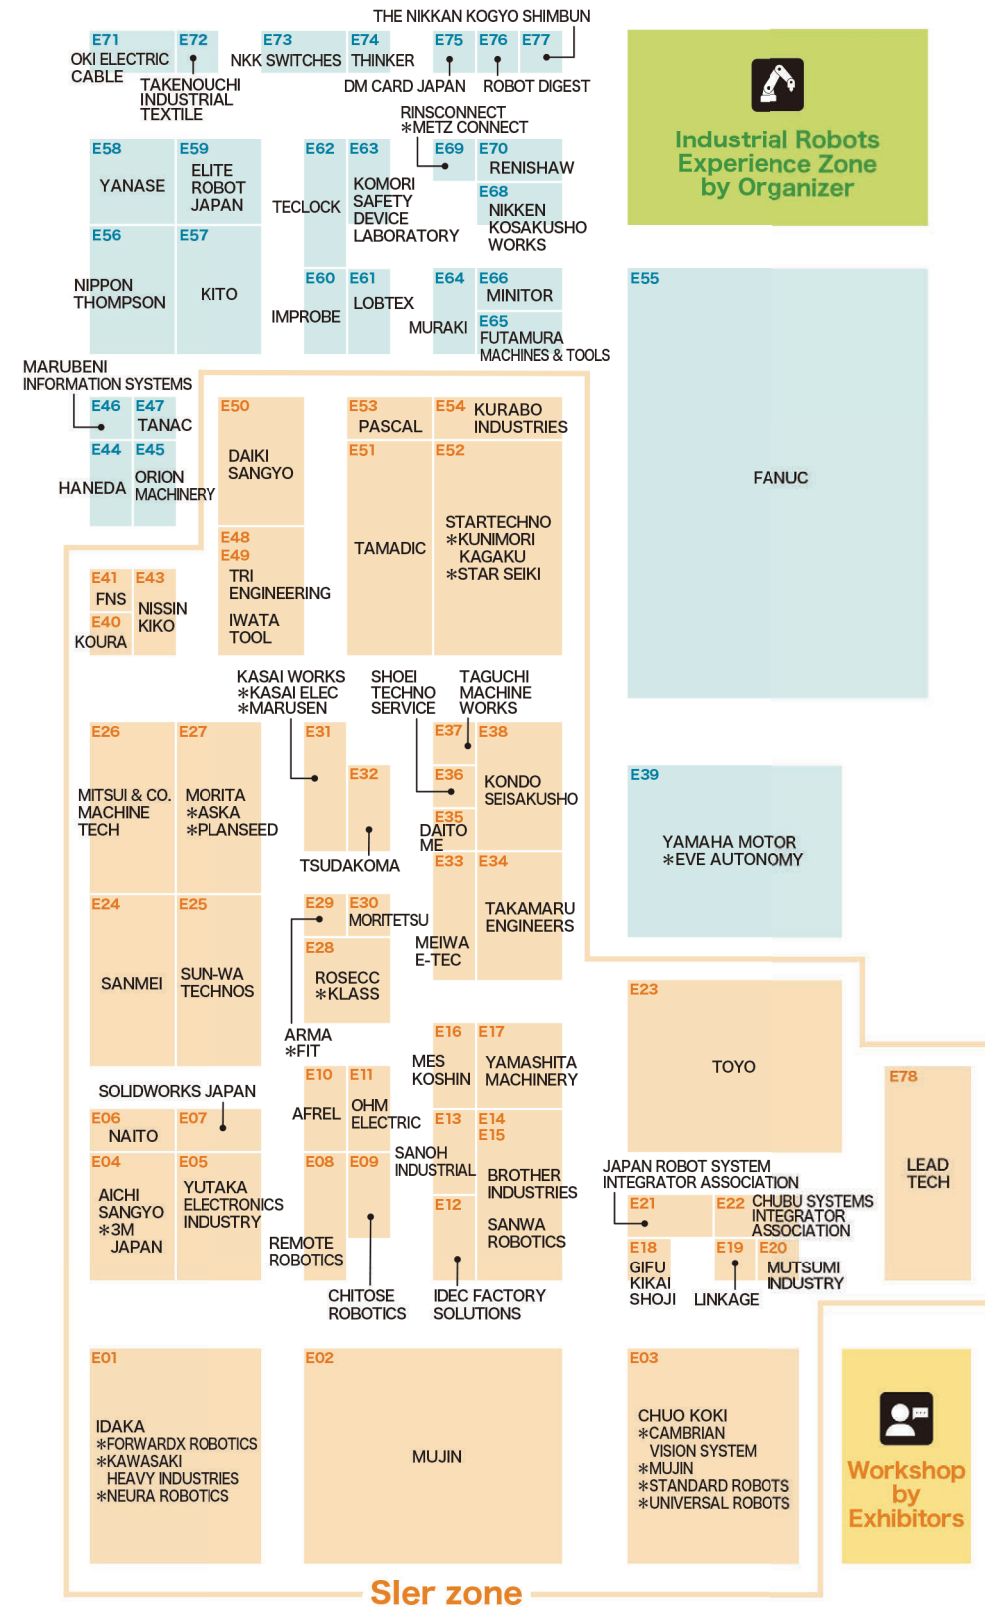 THE NIKKAN KOGYO SHIMBUN
E71
E72
E73
E74
E75
E76
E77
OKI ELECTRIC
CABLE
NKK SWITCHES
THINKER
TAKENOUCHI
INDUSTRIAL
TEXTILE
DM CARD JAPAN
ROBOT DIGEST
RINSCONNECT
*METZ CONNECT
Industrial Robots
Experience Zone
by Organizer
E58
YANASE
E59
ELITE
ROBOT
JAPAN
E62
TECLOCK
E63
KOMORI
SAFETY
DEVICE
LABORATORY
E69
E70
RENISHAW
E68
NIKKEN
KOSAKUSHO
WORKS
E56
NIPPON
THOMPSON
E57
KITO
E60
IMPROBE
E61
LOBTEX
E64
MURAKI
E66
MINITOR
E65
FUTAMURA
MACHINES & TOOLS
E55
FANUC
MARUBENI
INFORMATION SYSTEMS
E46
E47
TANAC
E44
HANEDA
E45
ORION
MACHINERY
E50
DAIKI
SANGYO
E53
PASCAL
E54
KURABO
INDUSTRIES
E51
TAMADIC
E52
STARTECHNO
*KUNIMORI
KAGAKU
*STAR SEIKI
E48
E49
TRI
ENGINEERING
IWATA
TOOL
E41
FNS
E43
NISSIN
KIKO
E40
KOURA
KASAI WORKS
*KASAI ELEC
*MARUSEN
SHOEI
TECHNO
SERVICE
TAGUCHI
MACHINE
WORKS
E26
MITSUI & CO.
MACHINE
TECH
E27
MORITA
*ASKA
*PLANSEED
E31
E32
TSUDAKOMA
E37
E38
KONDO
SEISAKUSHO
E36
E35
DAITO
ME
E33
MEIWA
E-TEC
E34
TAKAMARU
ENGINEERS
E39
YAMAHA MOTOR
*EVE AUTONOMY
E24
SANMEI
E25
SUN-WA
TECHNOS
E29
E30
MORITETSU
E28
ROSECC
*KLASS
ARMA
*FIT
E23
TOYO
E16
MES
KOSHIN
E17
YAMASHITA
MACHINERY
E78
LEAD
TECH
SOLIDWORKS JAPAN
E06
NAITO
E07
E10
AFREL
E11
OHM
ELECTRIC
E13
SANOH
INDUSTRIAL
E14
E15
BROTHER
INDUSTRIES
SANWA
ROBOTICS
E04
AICHI
SANGYO
*3M
JAPAN
E05
YUTAKA
ELECTRONICS
INDUSTRY
E08
REMOTE
ROBOTICS
E09
CHITOSE
ROBOTICS
E12
IDEC FACTORY
SOLUTIONS
JAPAN ROBOT SYSTEM
INTEGRATOR ASSOCIATION
E21
E22
CHUBU SYSTEMS
INTEGRATOR
ASSOCIATION
E18
GIFU
KIKAI
SHOJI
E19
LINKAGE
E20
MUTSUMI
INDUSTRY
E01
IDAKA
*FORWARDX ROBOTICS
*KAWASAKI
HEAVY INDUSTRIES
*NEURA ROBOTICS
E02
MUJIN
E03
CHUO KOKI
*CAMBRIAN
VISION SYSTEM
*MUJIN
*STANDARD ROBOTS
*UNIVERSAL ROBOTS
Workshop
by
Exhibitors
SIer zone